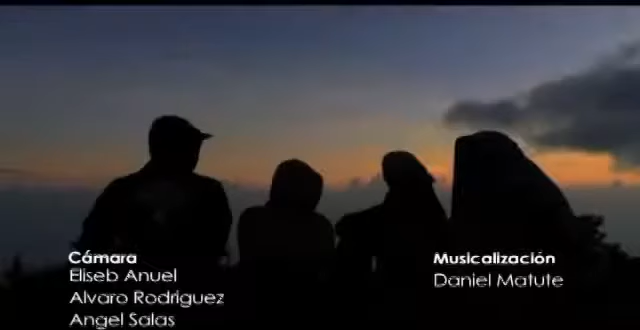 Cámara
Eliseb Anuel
Alvaro Rodriguez
Angel Salas
Musicalización
Daniel Matute